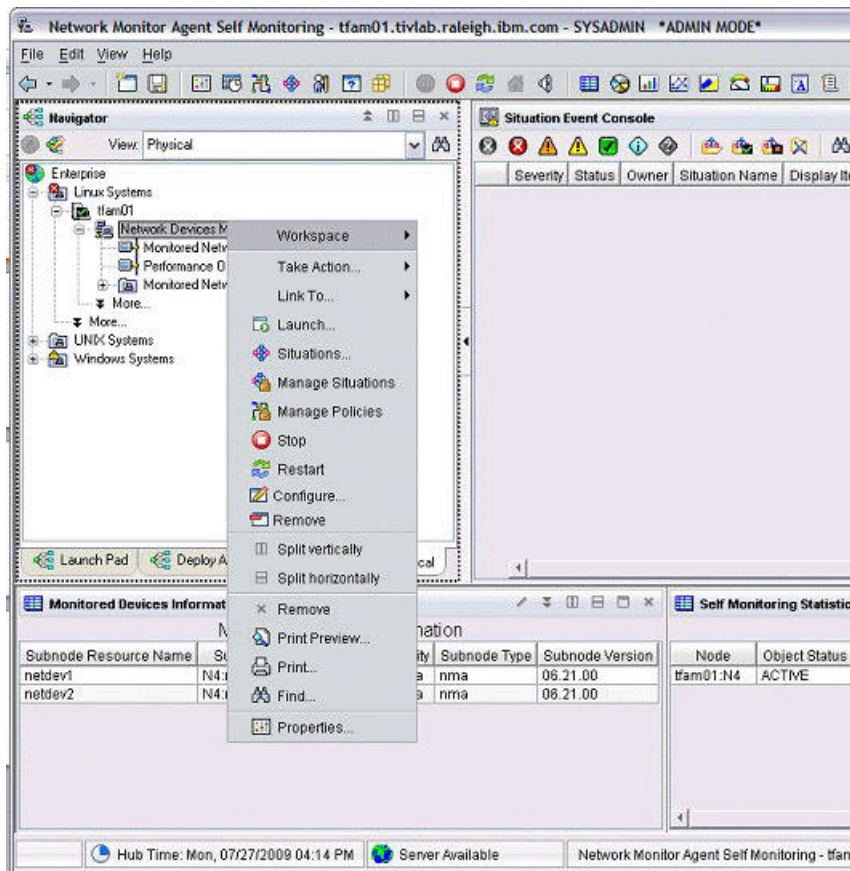 Network Monitor Agent Self Monitoring - tfam01.tivlab.raleigh.ibm.com - SYSADMIN *ADMIN MODE*
File Edit View Help
Navigator
View: Physical
Enterprise
Linux Systems
tfam01
Network Devices M
Monitored Netw
Performance O
Monitored Netw
More...
More...
UNIX Systems
Windows Systems
Launch Pad
Deploy A
cal
Workspace
Take Action...
Link To...
Launch...
Situations...
Manage Situations
Manage Policies
Stop
Restart
Configure...
Remove
Split vertically
Split horizontally
Remove
Print Preview...
Print...
Find...
Properties...
Situation Event Console
Severity Status Owner Situation Name Display Ite
Monitored Devices Informat
mation
Subnode Resource Name Su ity Subnode Type Subnode Version
netdev1 N4:r a nma 06.21.00
netdev2 N4:r a nma 06.21.00
Self Monitoring Statistic
Node Object Status
tfam01:N4 ACTIVE
Hub Time: Mon, 07/27/2009 04:14 PM
Server Available
Network Monitor Agent Self Monitoring - tfan